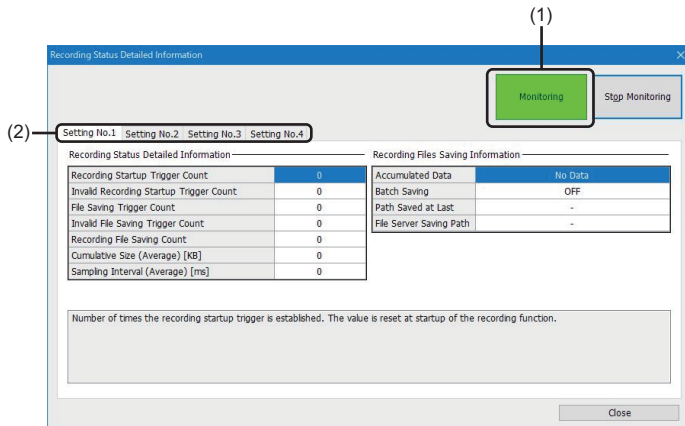 (1)
Recording Status Detailed Information
Monitoring
Stop Monitoring
(2)
Setting No.1 Setting No.2 Setting No.3 Setting No.4
Recording Status Detailed Information
Recording Startup Trigger Count 0
Invalid Recording Startup Trigger Count 0
File Saving Trigger Count 0
Invalid File Saving Trigger Count 0
Recording File Saving Count 0
Cumulative Size (Average) [KB] 0
Sampling Interval (Average) [ms] 0
Recording Files Saving Information
Accumulated Data No Data
Batch Saving OFF
Path Saved at Last -
File Server Saving Path -
Number of times the recording startup trigger is established. The value is reset at startup of the recording function.
Close